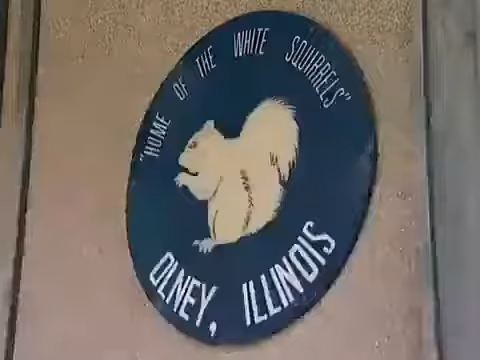 "HOME OF THE WHITE SQUIRRELS"
OLNEY, ILLINOIS